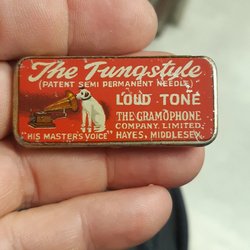 The Tungstyle
(PATENT SEMI PERMANENT NEEDLE)
LOUD TONE
THE GRAMOPHONE
COMPANY, LIMITED,
"HIS MASTER'S VOICE" HAYES, MIDDLESEX.